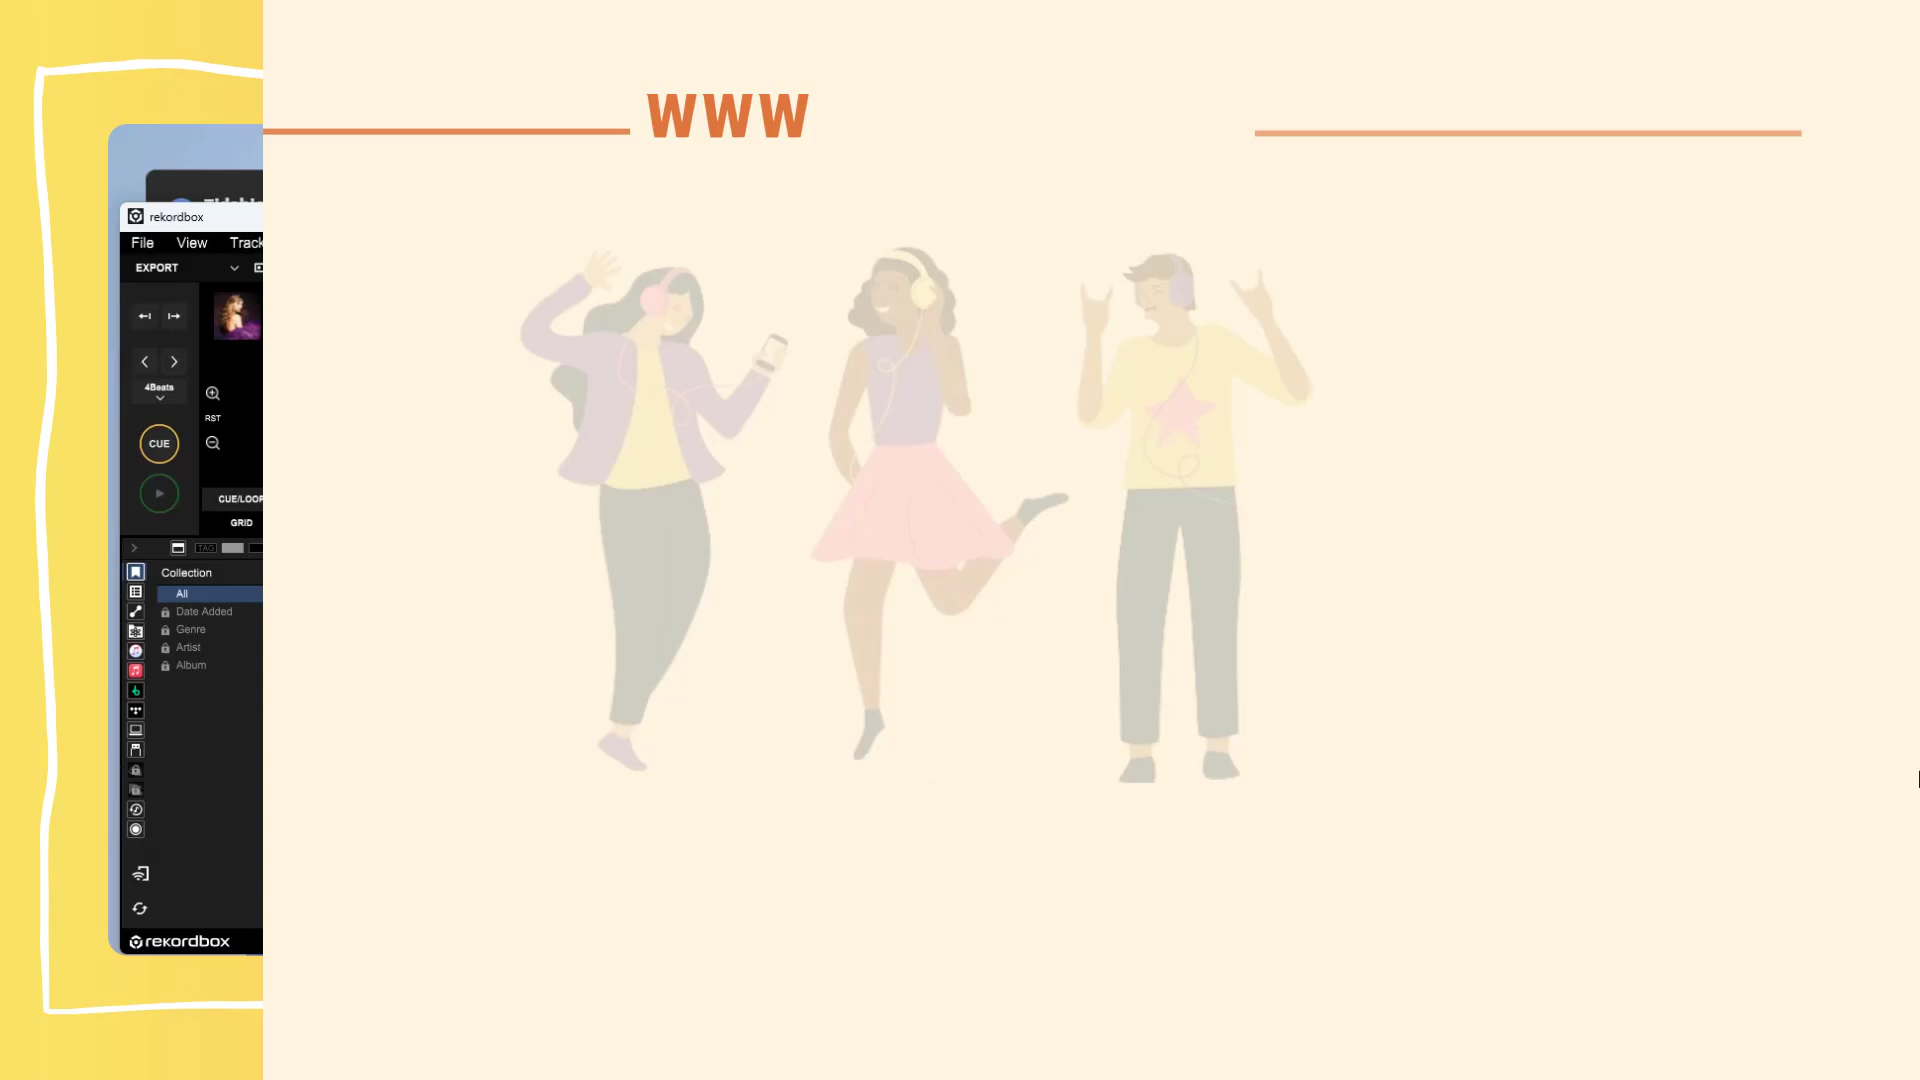 WWW
rekordbox
File View Track
EXPORT
4Beats
RST
CUE
CUE/LOOP
GRID
TAG
Collection
All
Date Added
Genre
Artist
Album
rekordbox